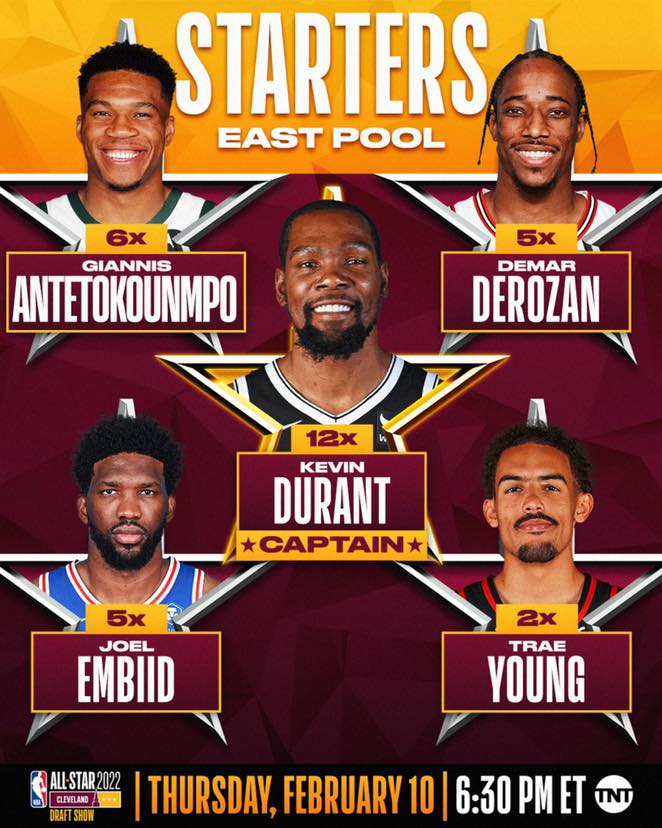 STARTERS
EAST POOL
6x
GIANNIS
ANTETOKOUNMPO
5x
DEMAR
DEROZAN
12x
KEVIN
DURANT
★CAPTAIN★
5x
JOEL
EMBIID
2x
TRAE
YOUNG
NBA
ALL-STAR 2022
CLEVELAND
DRAFT SHOW
THURSDAY, FEBRUARY 10
6:30 PM ET
TNT